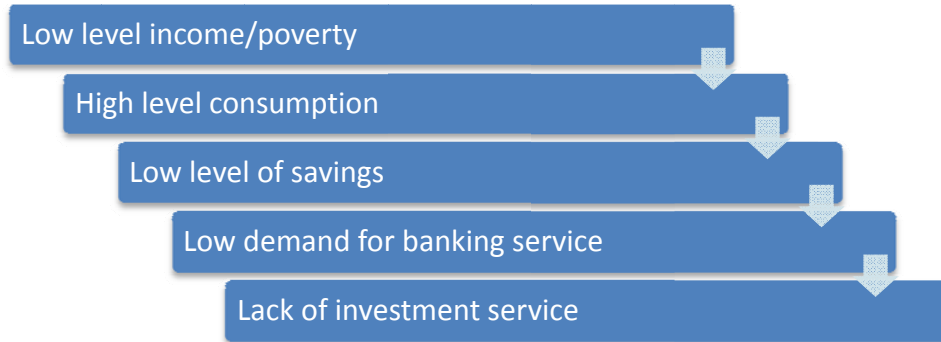 Low level income/poverty
High level consumption
Low level of savings
Low demand for banking service
Lack of investment service